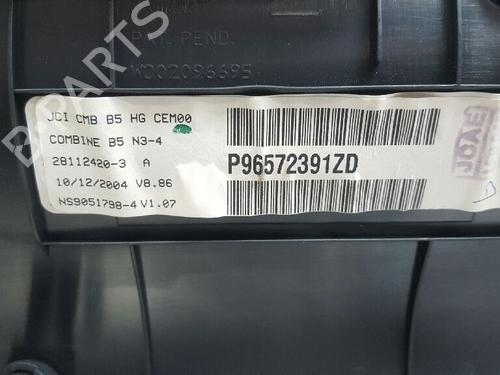 PAT. PEND.
W002096695
JCI CMB B5 HG CEM00
COMBINE B5 N3-4
28112420-3 A
10/12/2004 V8.86
NS9051798-4 V1.07
P96572391ZD
JCAE
B PARTS